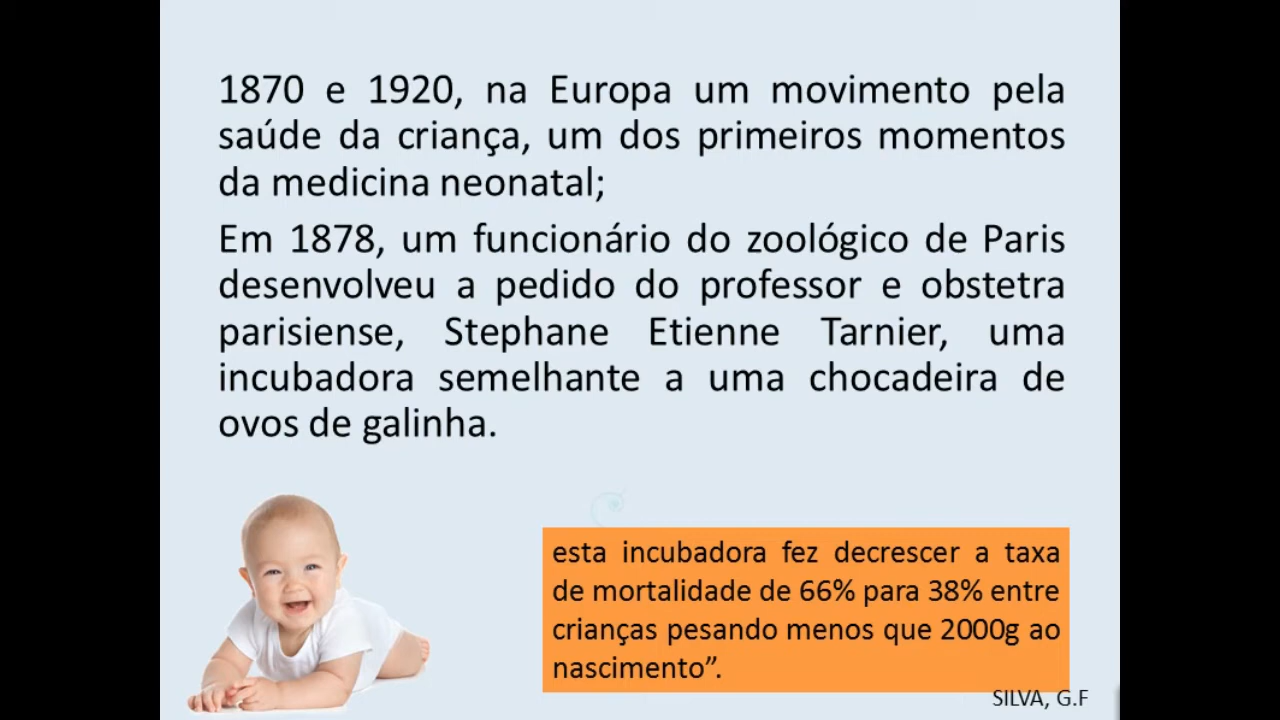 1870 e 1920, na Europa um movimento pela
saúde da criança, um dos primeiros momentos
da medicina neonatal;
Em 1878, um funcionário do zoológico de Paris
desenvolveu a pedido do professor e obstetra
parisiense, Stephane Etienne Tarnier, uma
incubadora semelhante a uma chocadeira de
ovos de galinha.
esta incubadora fez decrescer a taxa
de mortalidade de 66% para 38% entre
crianças pesando menos que 2000g ao
nascimento”.
SILVA, G.F